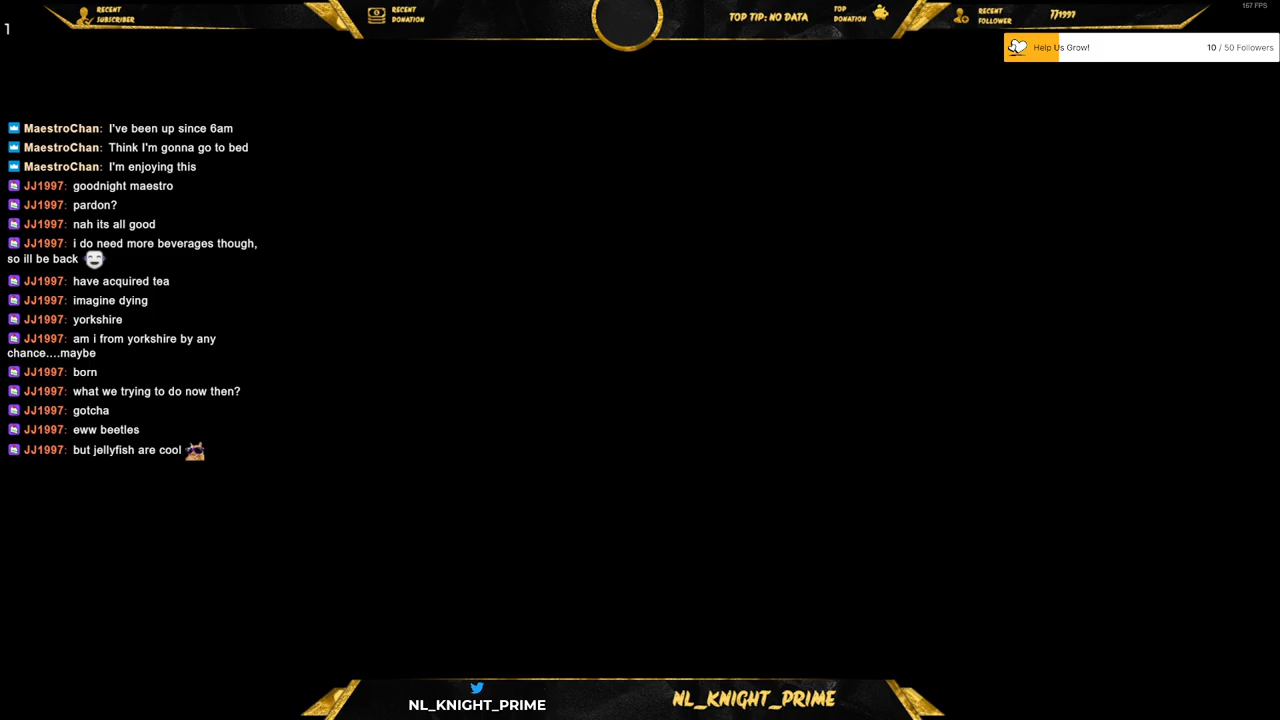 RECENT
SUBSCRIBER
RECENT
DONATION
TOP TIP: NO DATA
TOP
DONATION
RECENT
FOLLOWER
JJ1997
167 FPS
1
Help Us Grow!
10 / 50 Followers
MaestroChan: I've been up since 6am
MaestroChan: Think I'm gonna go to bed
MaestroChan: I'm enjoying this
JJ1997: goodnight maestro
JJ1997: pardon?
JJ1997: nah its all good
JJ1997: i do need more beverages though,
so ill be back
JJ1997: have acquired tea
JJ1997: imagine dying
JJ1997: yorkshire
JJ1997: am i from yorkshire by any
chance....maybe
JJ1997: born
JJ1997: what we trying to do now then?
JJ1997: gotcha
JJ1997: eww beetles
JJ1997: but jellyfish are cool
NL_KNIGHT_PRIME
NL_KNIGHT_PRIME